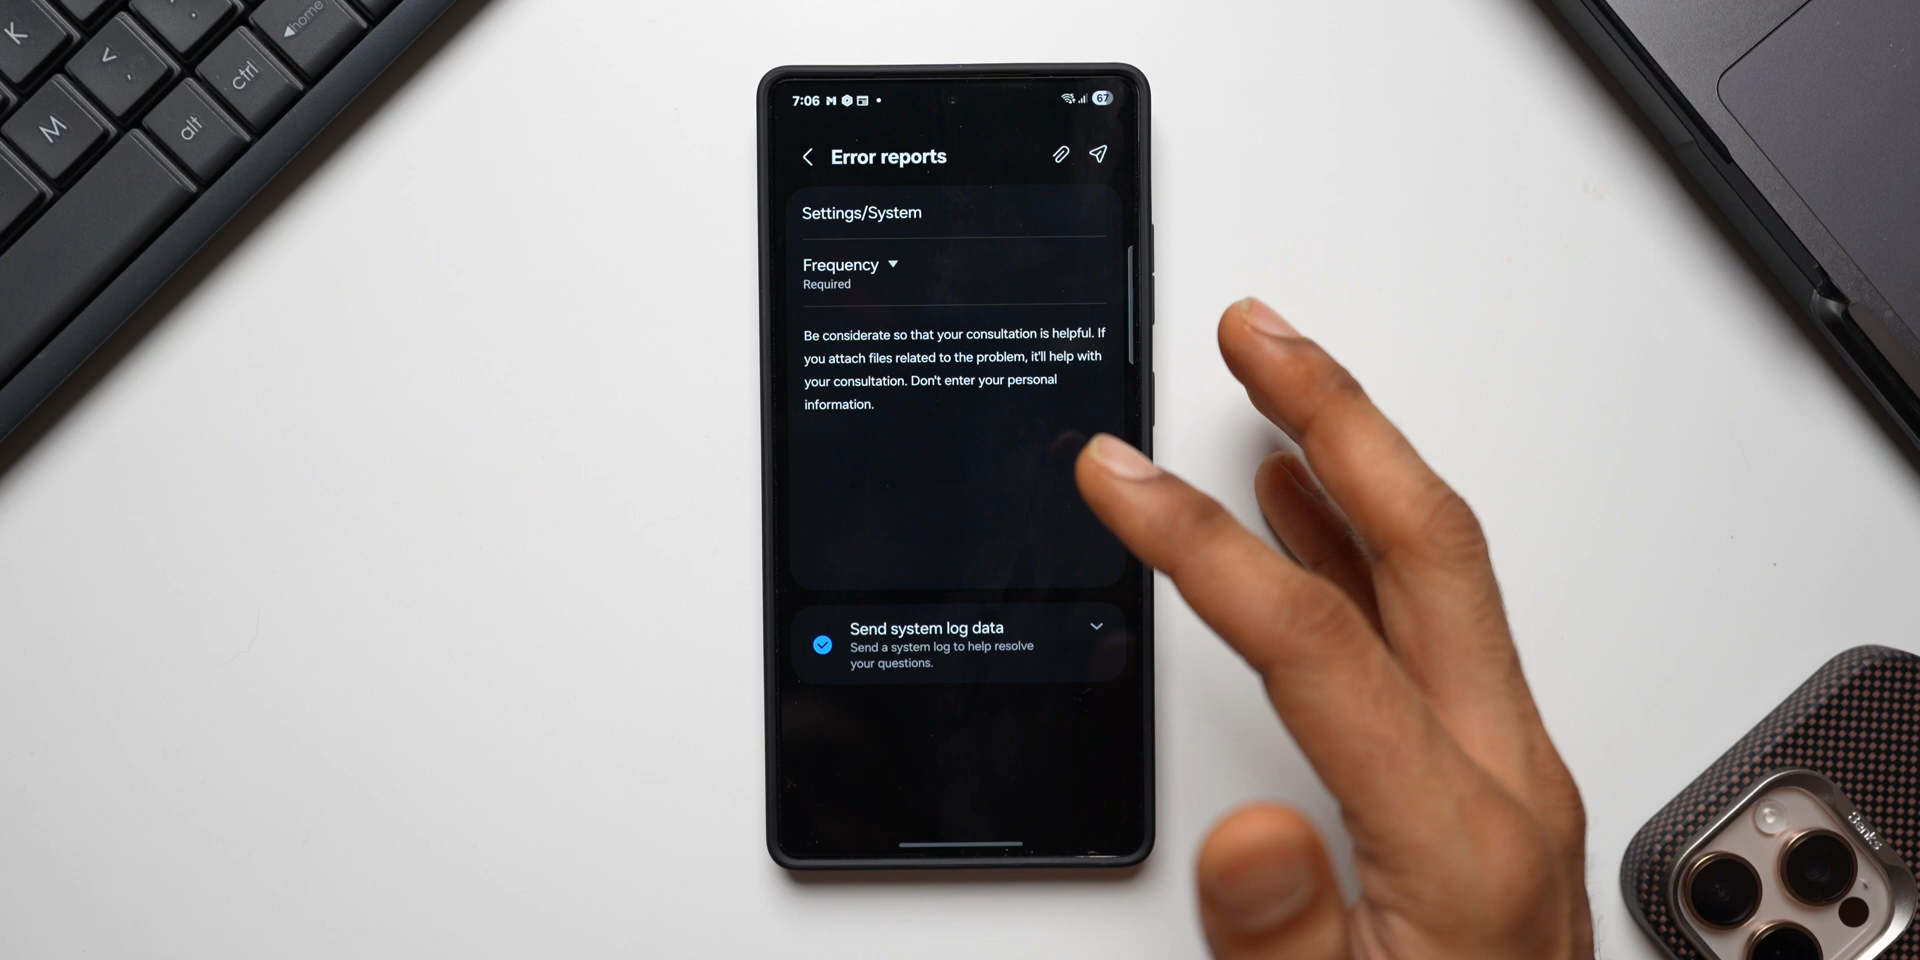 K
M
alt
ctrl
home
7:06
67
Error reports
Settings/System
Frequency
Required
Be considerate so that your consultation is helpful. If
you attach files related to the problem, it'll help with
your consultation. Don't enter your personal
information.
Send system log data
Send a system log to help resolve
your questions.
Benks